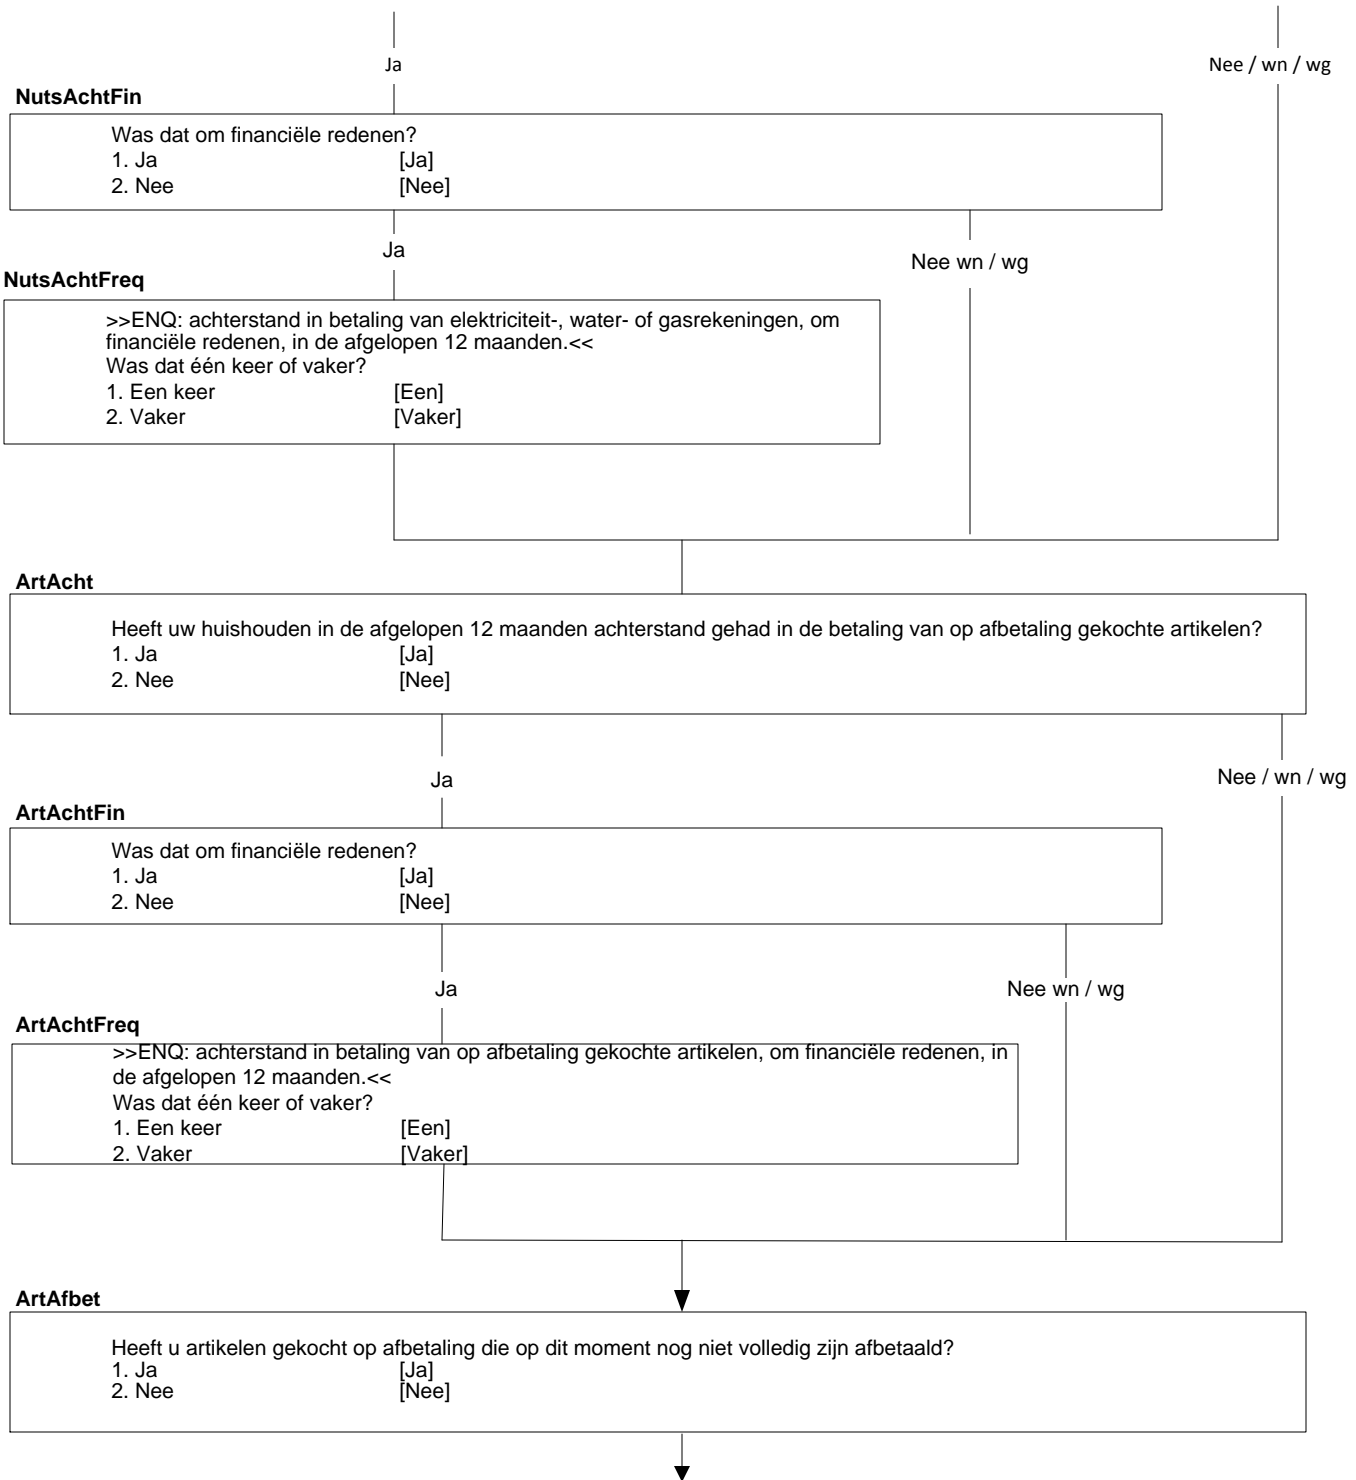 Ja
Nee / wn / wg
NutsAchtFin
Was dat om financiële redenen?
1. Ja [Ja]
2. Nee [Nee]
Ja
Nee wn / wg
NutsAchtFreq
>>ENQ: achterstand in betaling van elektriciteit-, water- of gasrekeningen, om
financiële redenen, in de afgelopen 12 maanden.<<
Was dat één keer of vaker?
1. Een keer [Een]
2. Vaker [Vaker]
ArtAcht
Heeft uw huishouden in de afgelopen 12 maanden achterstand gehad in de betaling van op afbetaling gekochte artikelen?
1. Ja [Ja]
2. Nee [Nee]
Ja
Nee / wn / wg
ArtAchtFin
Was dat om financiële redenen?
1. Ja [Ja]
2. Nee [Nee]
Ja
Nee wn / wg
ArtAchtFreq
>>ENQ: achterstand in betaling van op afbetaling gekochte artikelen, om financiële redenen, in
de afgelopen 12 maanden.<<
Was dat één keer of vaker?
1. Een keer [Een]
2. Vaker [Vaker]
ArtAfbet
Heeft u artikelen gekocht op afbetaling die op dit moment nog niet volledig zijn afbetaald?
1. Ja [Ja]
2. Nee [Nee]